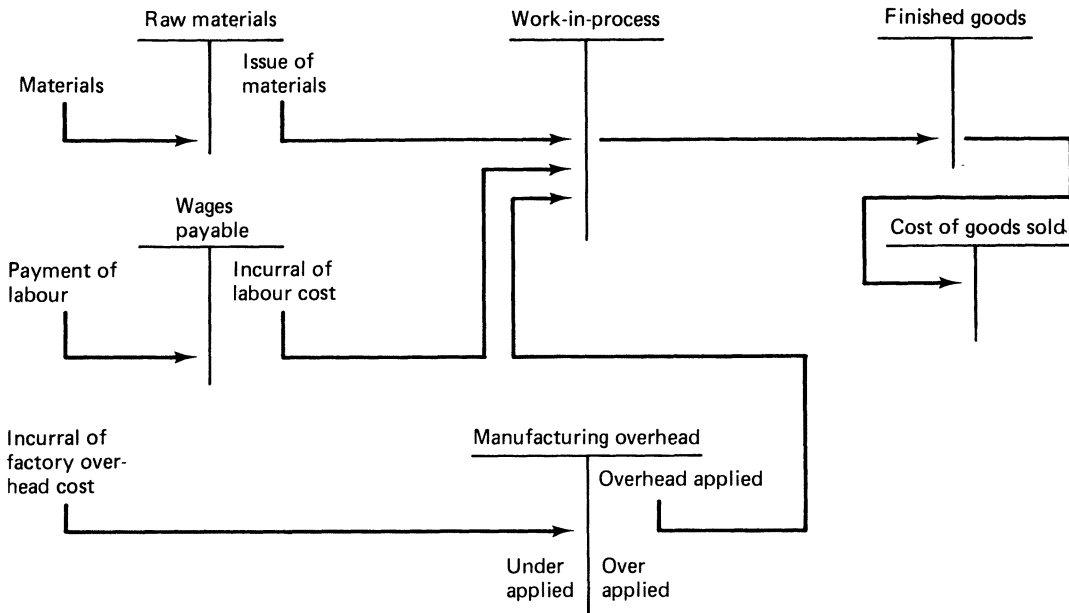 Raw materials
Work-in-process
Finished goods
Materials
Issue of
materials
Wages
payable
Cost of goods sold
Payment of
labour
Incurral of
labour cost
Incurral of
factory over-
head cost
Manufacturing overhead
Overhead applied
Under
applied
Over
applied